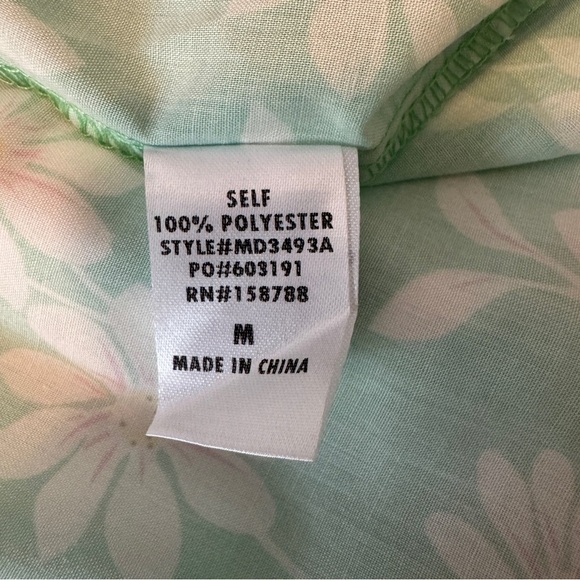 SELF
100% POLYESTER
STYLE#MD3493A
PO#603191
RN#158788
M
MADE IN CHINA